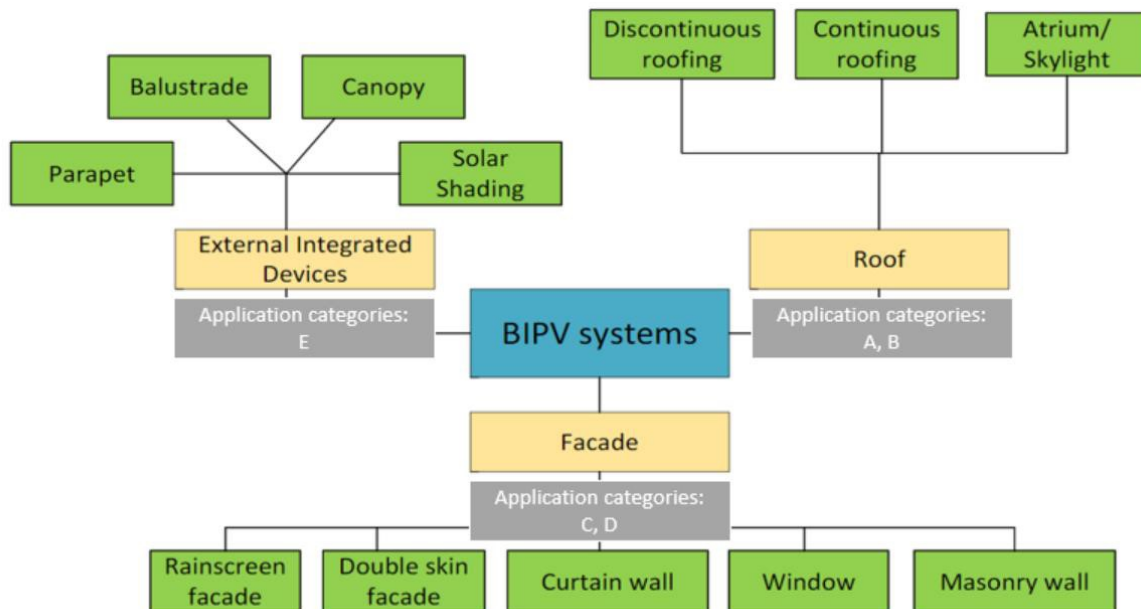 Discontinuous
roofing
Continuous
roofing
Atrium/
Skylight
Balustrade
Canopy
Parapet
Solar
Shading
External Integrated
Devices
Roof
Application categories:
E
BIPV systems
Application categories:
A, B
Facade
Application categories:
C, D
Rainscreen
facade
Double skin
facade
Curtain wall
Window
Masonry wall